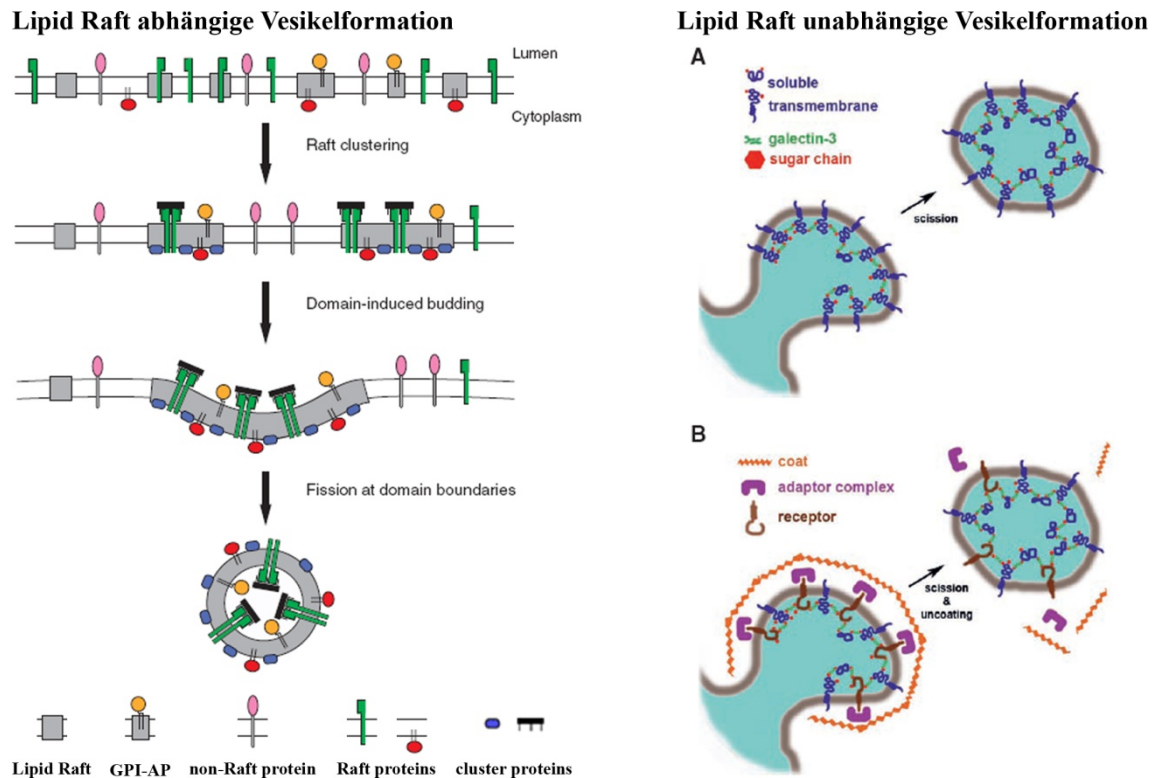 Lipid Raft abhängige Vesikelformation
Lumen
Cytoplasm
Raft clustering
Domain-induced budding
Fission at domain boundaries
Lipid Raft
GPI-AP
non-Raft protein
Raft proteins
cluster proteins
Lipid Raft unabhängige Vesikelformation
A
soluble
transmembrane
galectin-3
sugar chain
scission
B
coat
adaptor complex
receptor
scission
&
uncoating